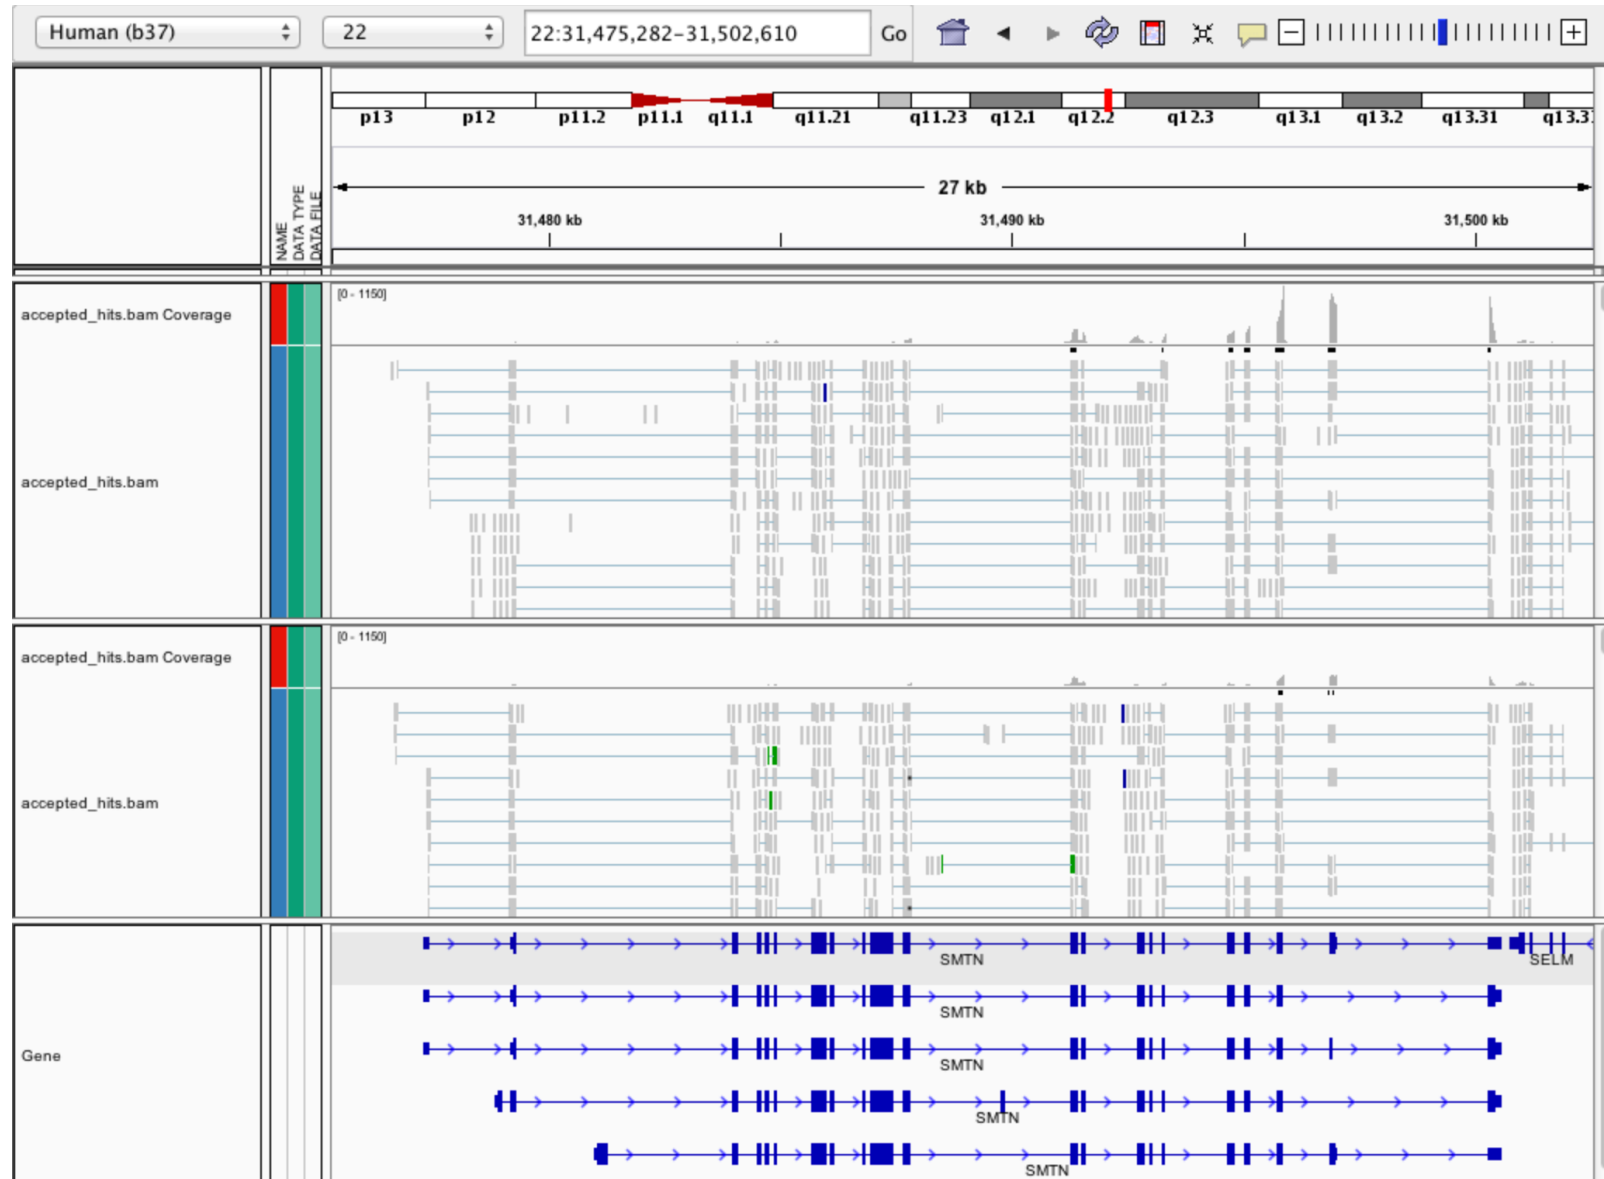 Human (b37) 22 22:31,475,282-31,502,610 Go
p13 p12 p11.2 p11.1 q11.1 q11.21 q11.23 q12.1 q12.2 q12.3 q13.1 q13.2 q13.31
27 kb
31,480 kb 31,490 kb 31,500 kb
NAME
DATA TYPE
DATA FILE
[0 - 1150]
accepted_hits.bam Coverage
accepted_hits.bam
[0 - 1150]
accepted_hits.bam Coverage
accepted_hits.bam
SMTN SELM
SMTN
Gene
SMTN
SMTN
SMTN